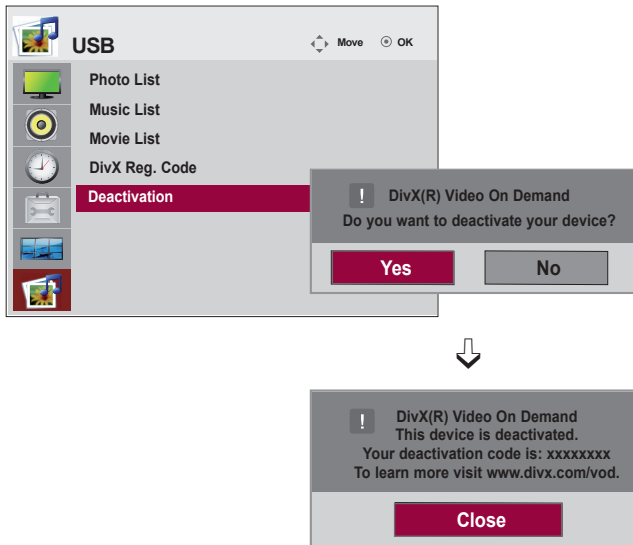 USB
Move OK
Photo List
Music List
Movie List
DivX Reg. Code
Deactivation
! DivX(R) Video On Demand
Do you want to deactivate your device?
Yes No
! DivX(R) Video On Demand
This device is deactivated.
Your deactivation code is: xxxxxxxx
To learn more visit www.divx.com/vod.
Close